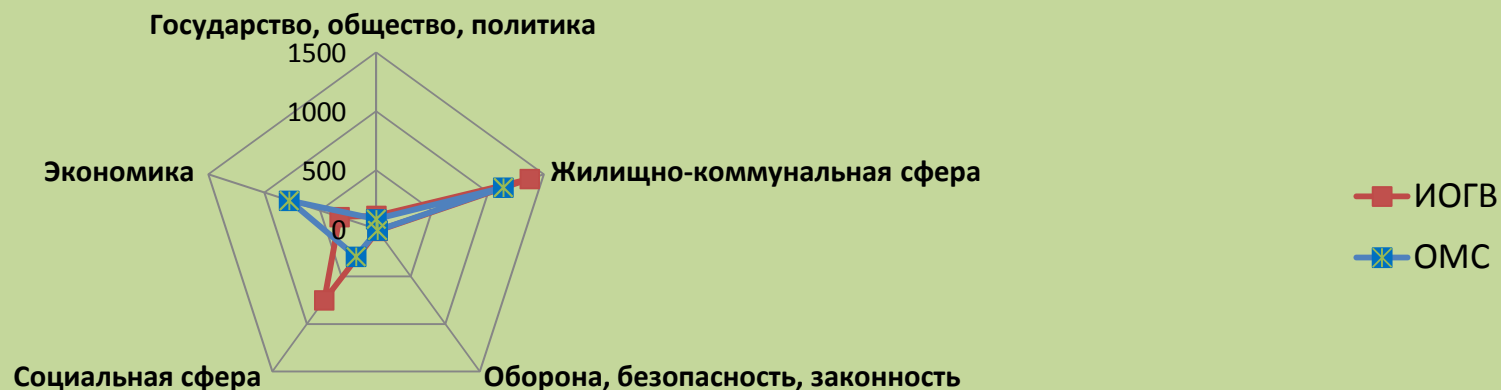 Государство, общество, политика
1500
1000
500
0
Экономика
Жилищно-коммунальная сфера
Социальная сфера
Оборона, безопасность, законность
ИОГВ
ОМС